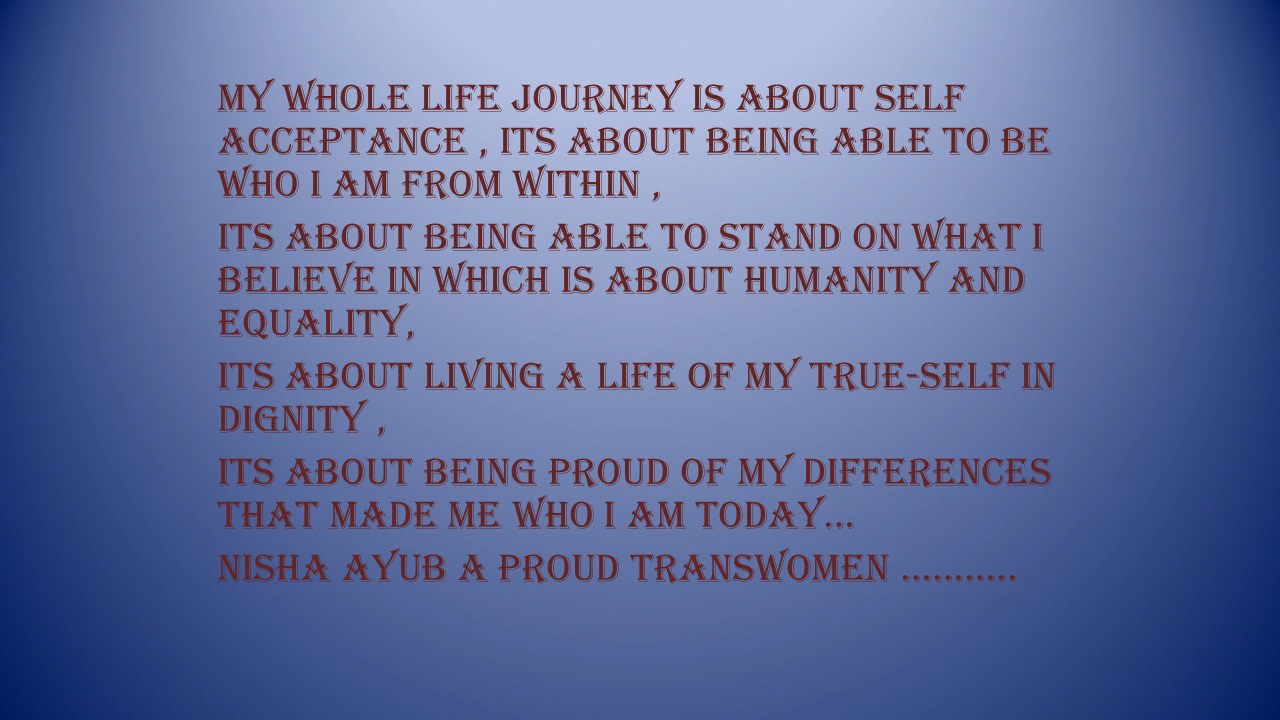 MY WHOLE LIFE JOURNEY IS ABOUT SELF
ACCEPTANCE , ITS ABOUT BEING ABLE TO BE
WHO I AM FROM WITHIN ,
ITS ABOUT BEING ABLE TO STAND ON WHAT I
BELIEVE IN WHICH IS ABOUT HUMANITY AND
EQUALITY,
ITS ABOUT LIVING A LIFE OF MY TRUE-SELF IN
DIGNITY ,
ITS ABOUT BEING PROUD OF MY DIFFERENCES
THAT MADE ME WHO I AM TODAY...
NISHA AYUB A PROUD TRANSWOMEN ...........